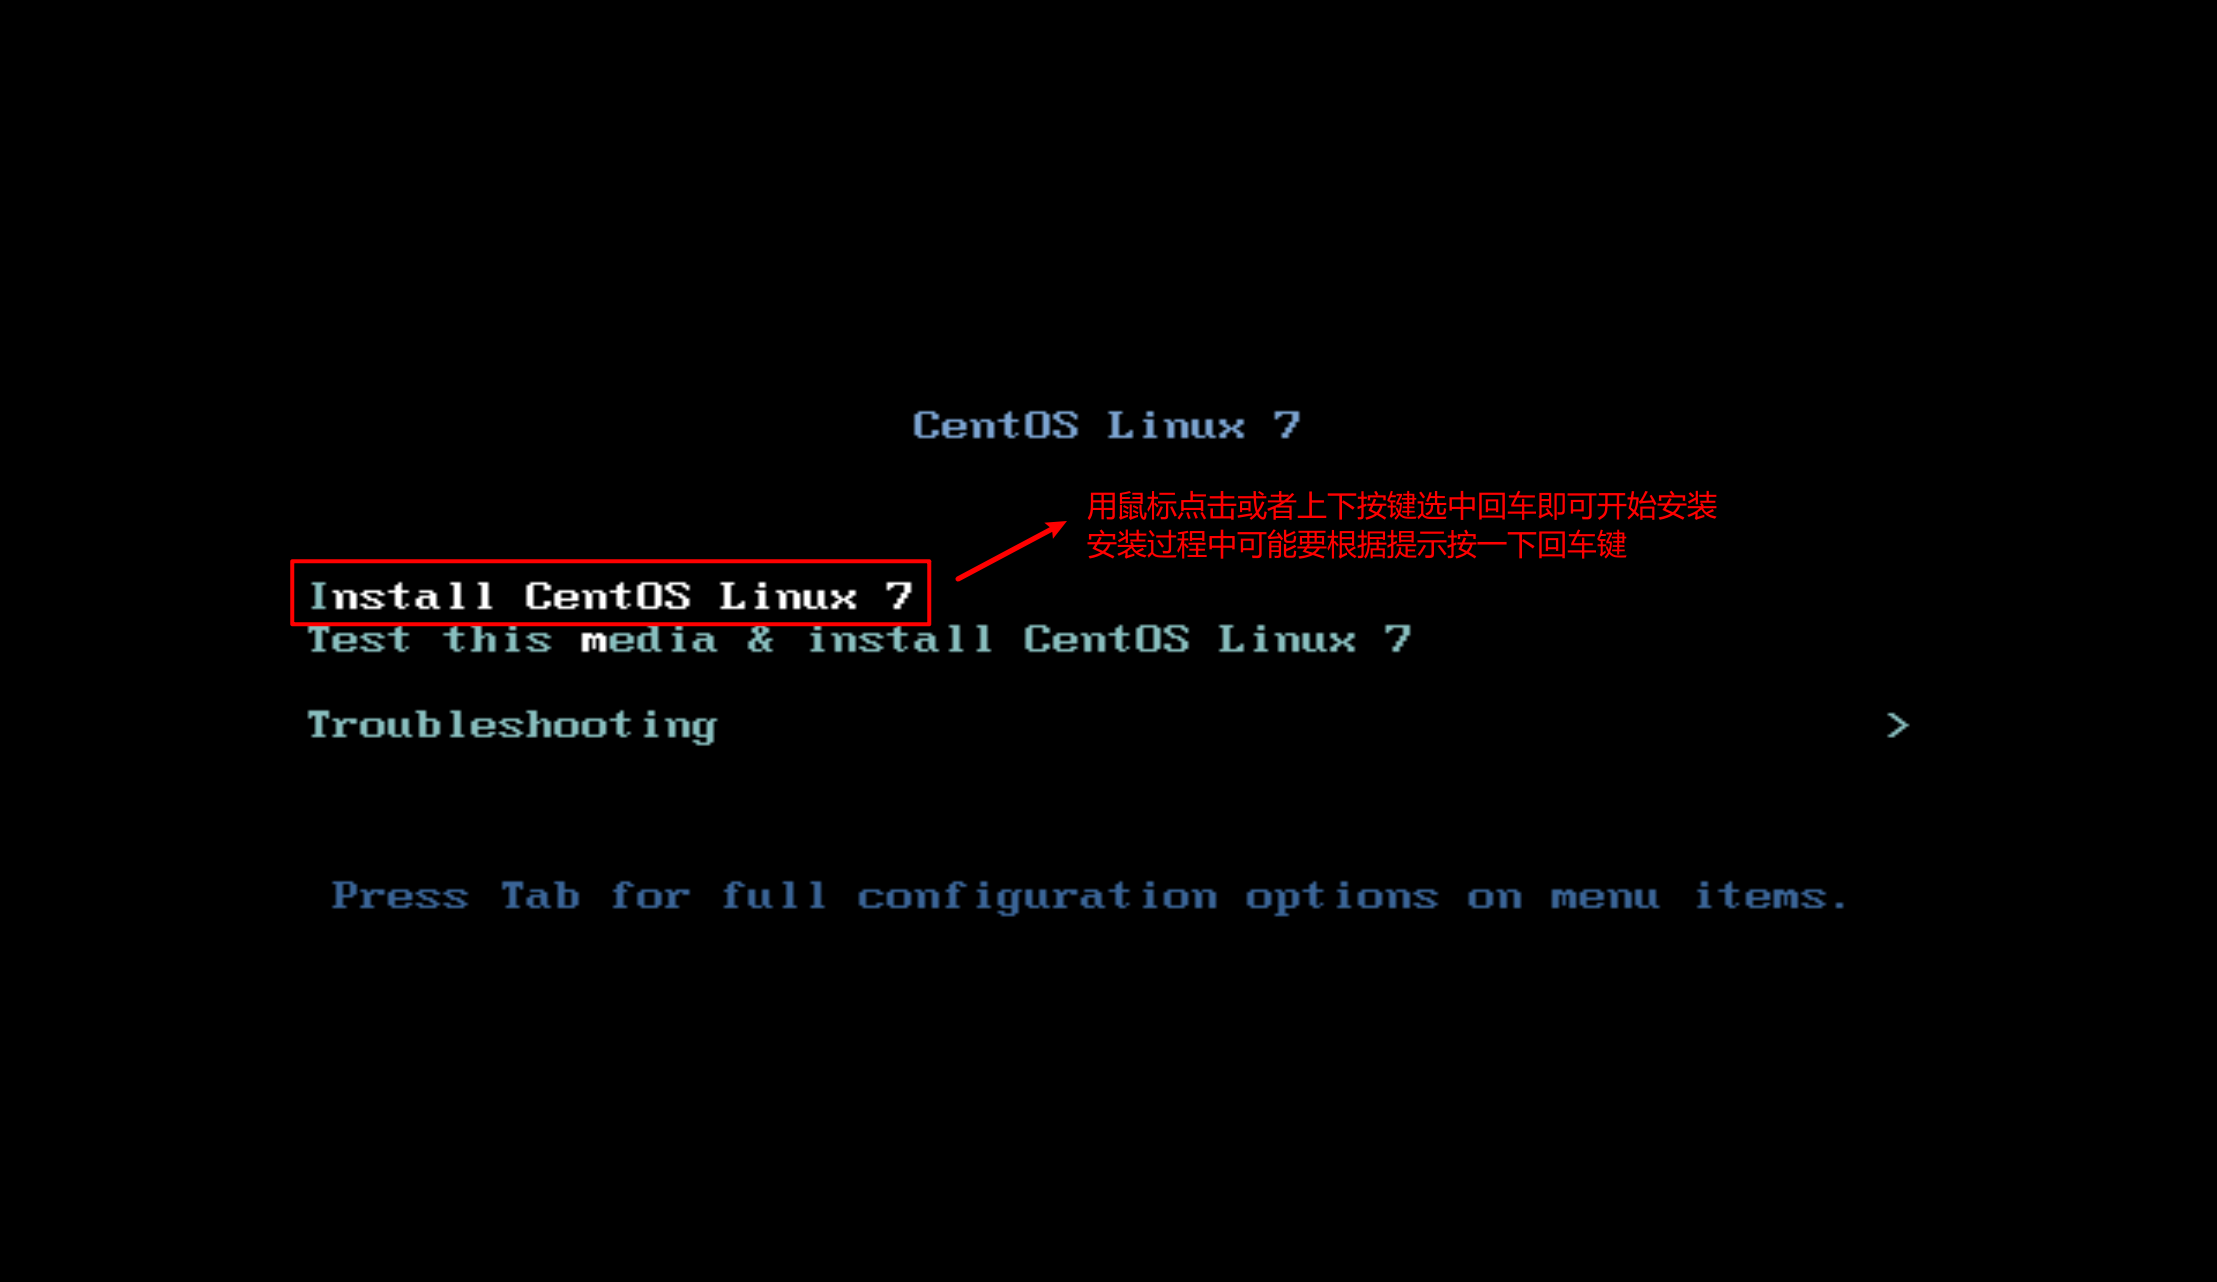 CentOS Linux 7
用鼠标点击或者上下按键选中回车即可开始安装
安装过程中可能要根据提示按一下回车键
Install CentOS Linux 7
Test this media & install CentOS Linux 7
Troubleshooting >
Press Tab for full configuration options on menu items.